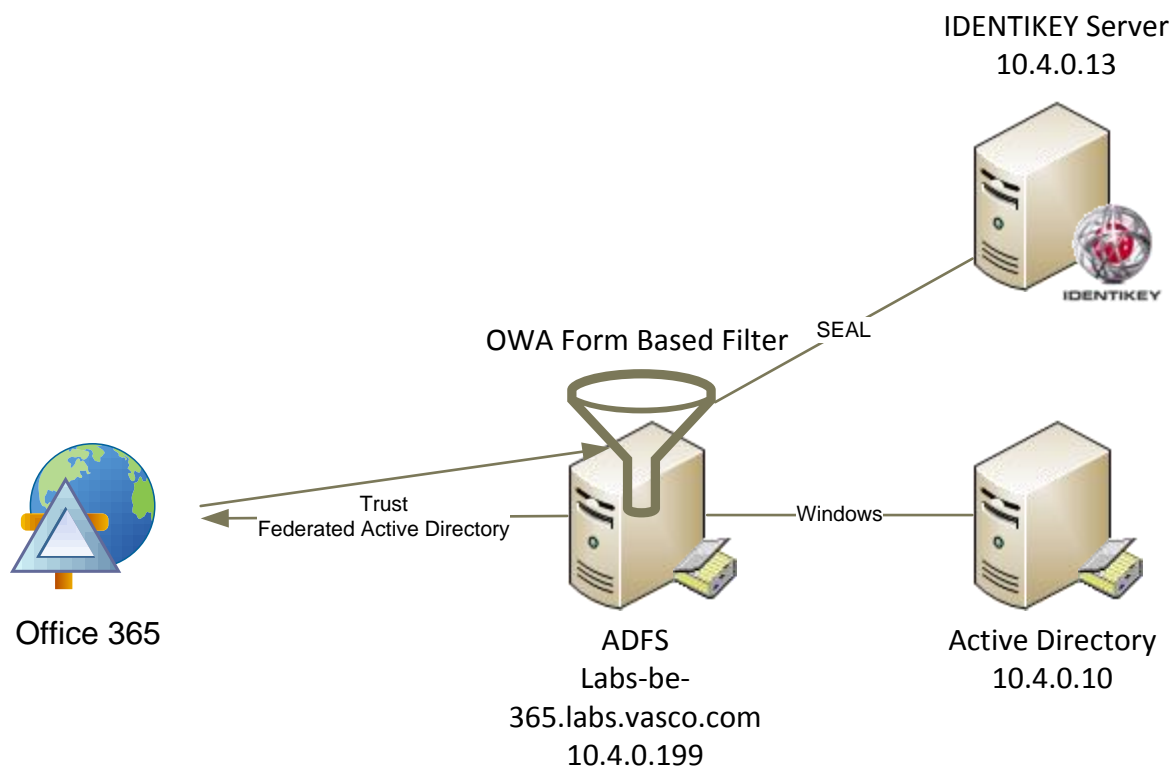 IDENTIKEY Server
10.4.0.13
IDENTIKEY
SEAL
OWA Form Based Filter
Trust
Federated Active Directory
Windows
Office 365
ADFS
Labs-be-
365.labs.vasco.com
10.4.0.199
Active Directory
10.4.0.10